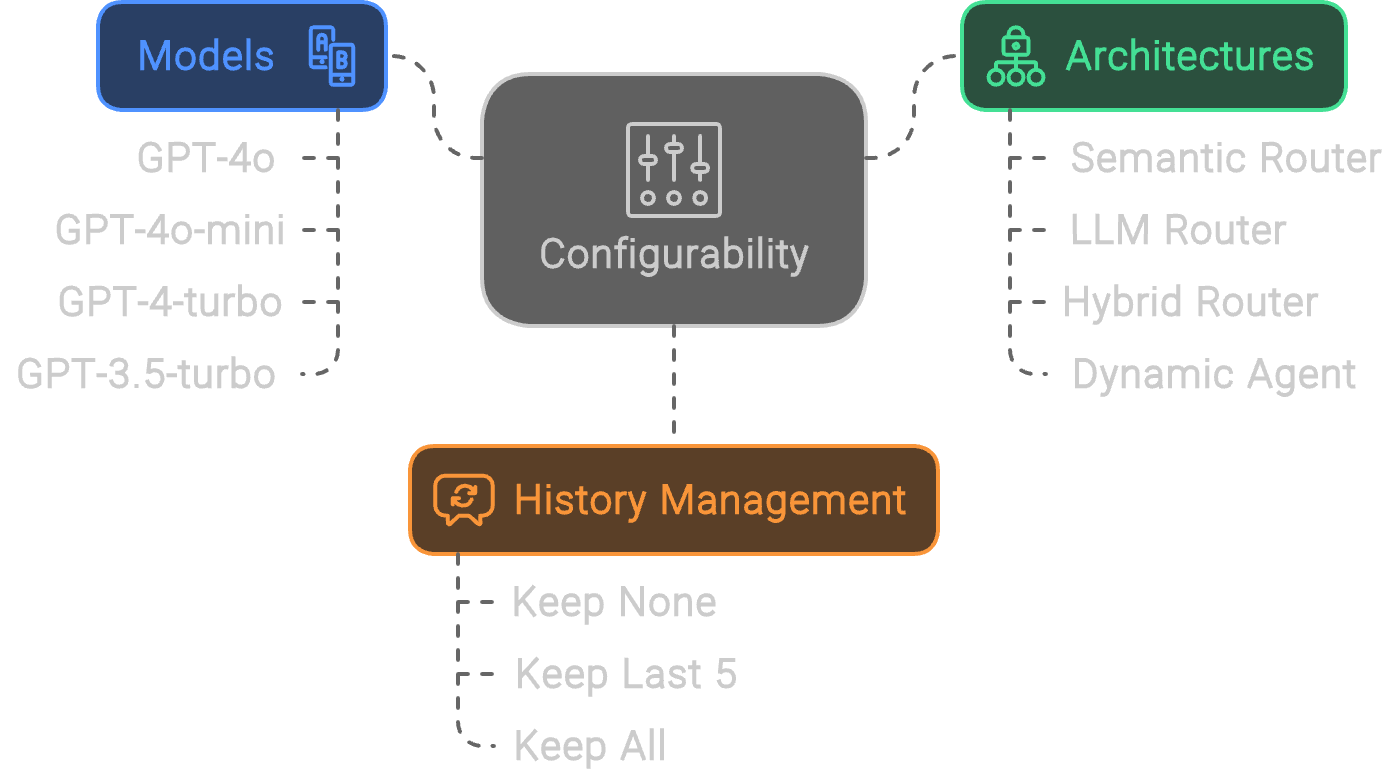 Models
A
B
GPT-4o
GPT-4o-mini
GPT-4-turbo
GPT-3.5-turbo
Configurability
Architectures
Semantic Router
LLM Router
Hybrid Router
Dynamic Agent
History Management
Keep None
Keep Last 5
Keep All